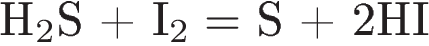 H₂S + I₂ = S + 2HI